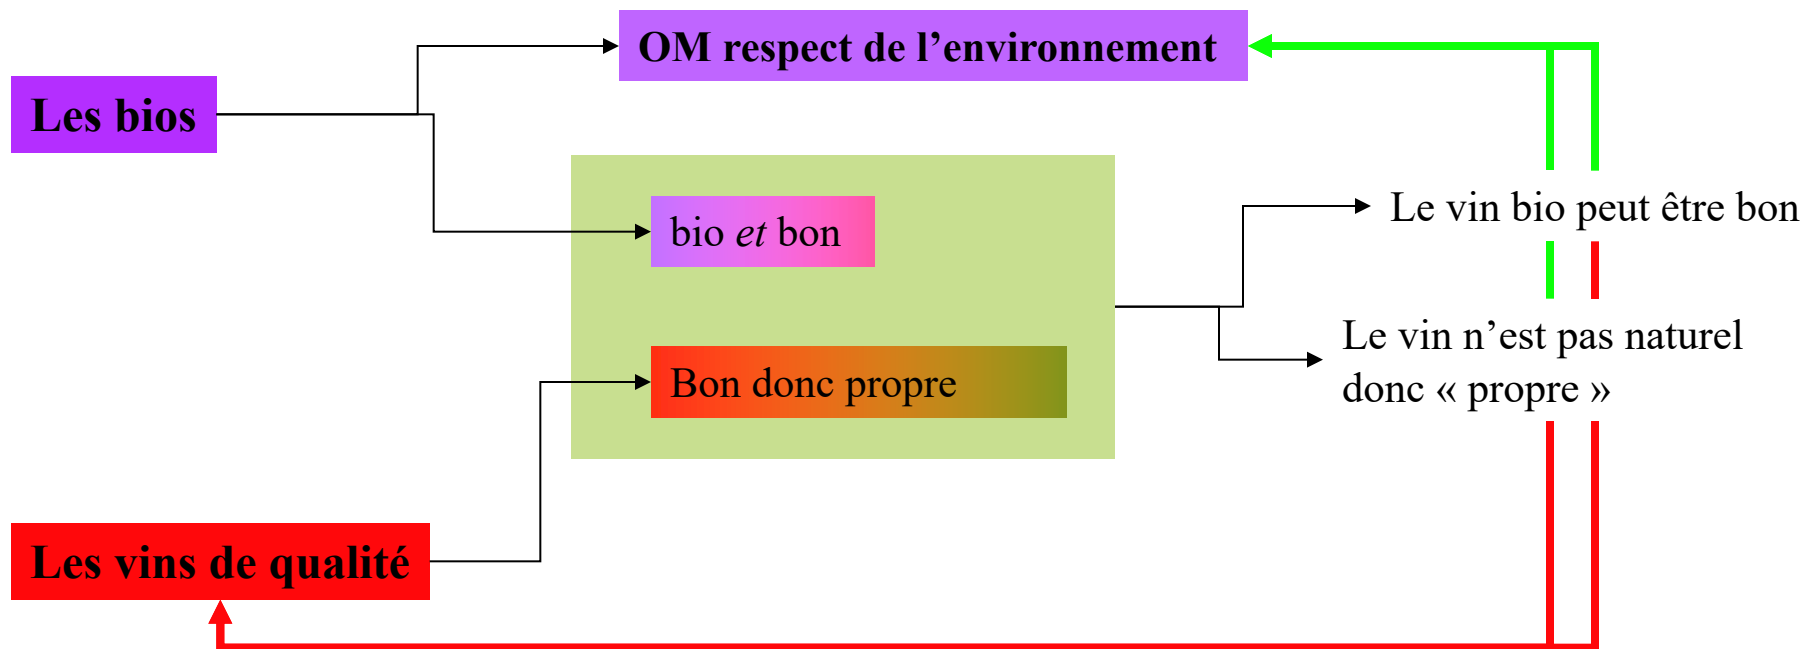 OM respect de l’environnement
Les bios
bio et bon
Le vin bio peut être bon
Le vin n’est pas naturel
donc « propre »
Bon donc propre
Les vins de qualité